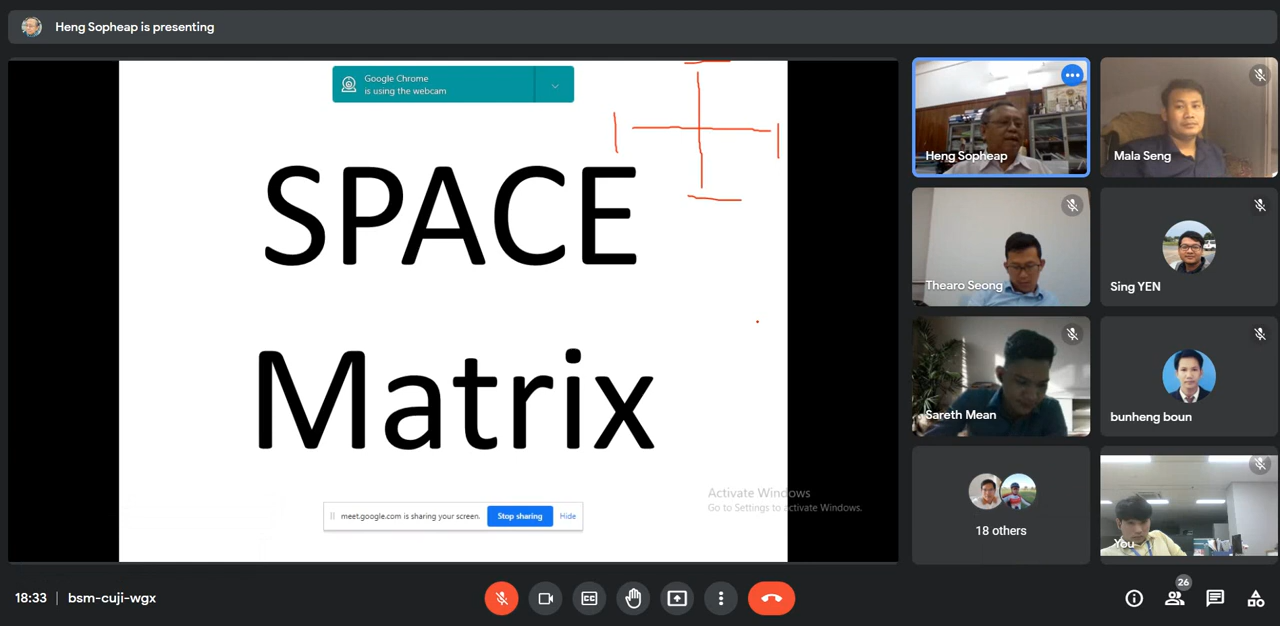 Heng Sopheap is presenting
Google Chrome
is using the webcam
SPACE
Matrix
Activate Windows
Go to Settings to activate Windows.
meet.google.com is sharing your screen.
Stop sharing
Hide
Heng Sopheap
Mala Seng
Thearo Seong
Sing YEN
Sareth Mean
bunheng boun
18 others
You
18:33
bsm-cuji-wgx
CC
26